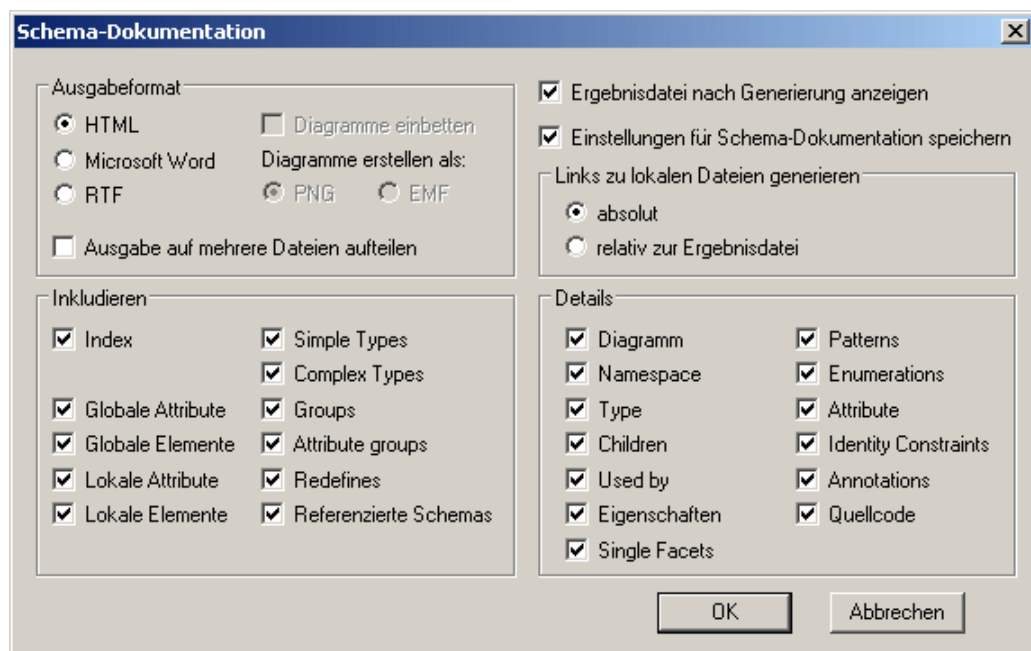 Schema-Dokumentation
Ausgabeformat
HTML
Diagramme einbetten
Microsoft Word
Diagramme erstellen als:
RTF
PNG
EMF
Ausgabe auf mehrere Dateien aufteilen
Ergebnisdatei nach Generierung anzeigen
Einstellungen für Schema-Dokumentation speichern
Links zu lokalen Dateien generieren
absolut
relativ zur Ergebnisdatei
Inkludieren
Index
Simple Types
Complex Types
Globale Attribute
Groups
Globale Elemente
Attribute groups
Lokale Attribute
Redefines
Lokale Elemente
Referenzierte Schemas
Details
Diagramm
Patterns
Namespace
Enumerations
Type
Attribute
Children
Identity Constraints
Used by
Annotations
Eigenschaften
Quellcode
Single Facets
OK
Abbrechen